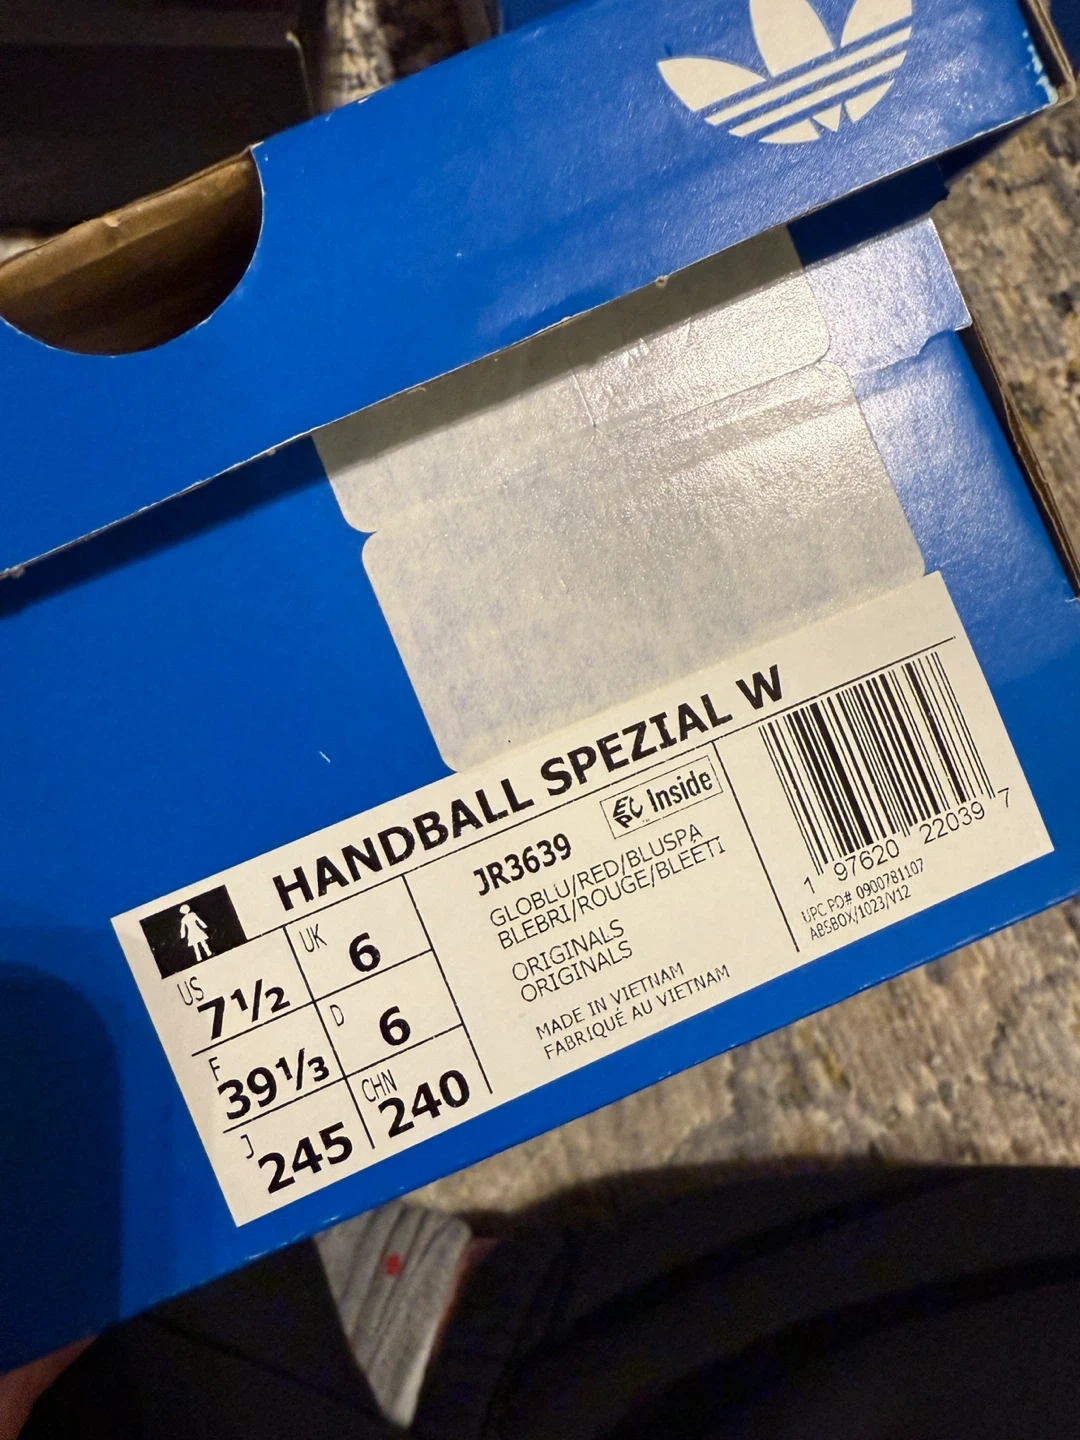 HANDBALL SPEZIAL W
US
7½
UK
6
F
39⅓
D
6
J
245
CHN
240
JR3639
Inside
GLOBLU/RED/BLUSPA
BLEBRI/ROUGE/BLEETI
ORIGINALS
ORIGINALS
MADE IN VIETNAM
FABRIQUÉ AU VIETNAM
1 97620 22039 7
UPC PO# 0900781107
ABSBOX/1023/V12